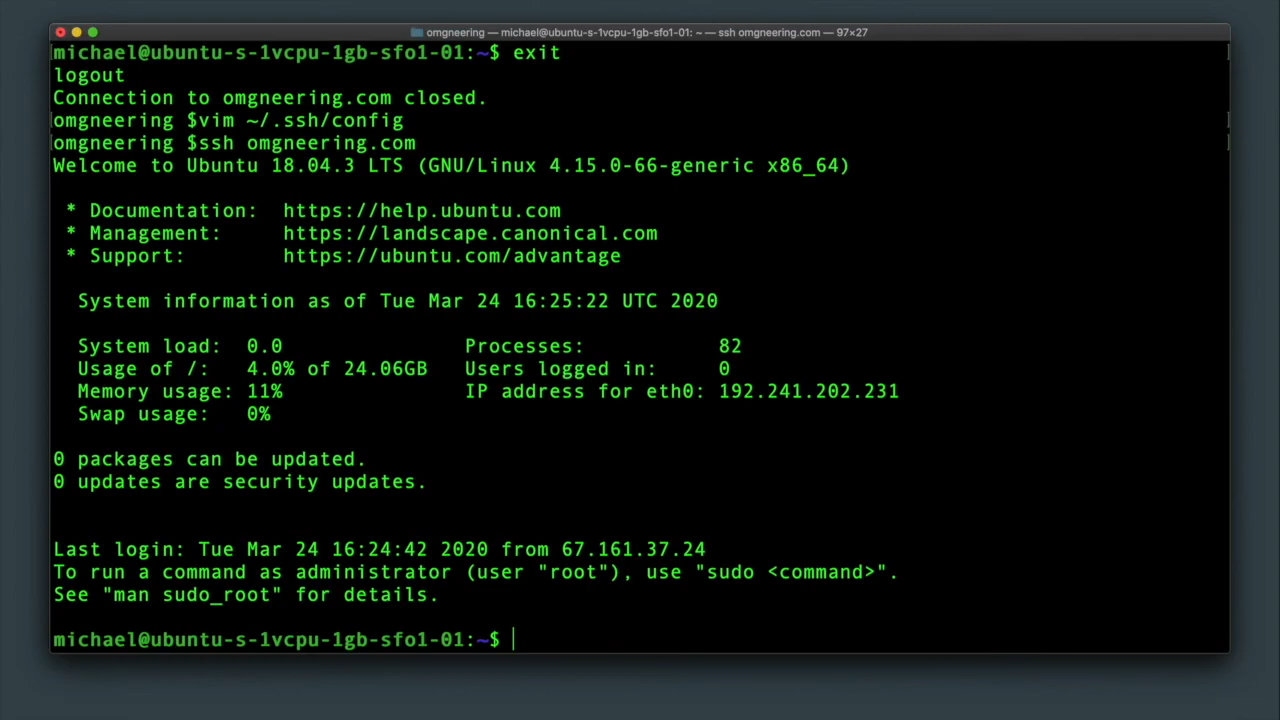 omgneering — michael@ubuntu-s-1vcpu-1gb-sfo1-01: ~ — ssh omgneering.com — 97×27
michael@ubuntu-s-1vcpu-1gb-sfo1-01:~$ exit
logout
Connection to omgneering.com closed.
omgneering $vim ~/.ssh/config
omgneering $ssh omgneering.com
Welcome to Ubuntu 18.04.3 LTS (GNU/Linux 4.15.0-66-generic x86_64)
* Documentation:  https://help.ubuntu.com
* Management:     https://landscape.canonical.com
* Support:        https://ubuntu.com/advantage
System information as of Tue Mar 24 16:25:22 UTC 2020
System load:  0.0               Processes:           82
Usage of /:   4.0% of 24.06GB   Users logged in:     0
Memory usage: 11%               IP address for eth0: 192.241.202.231
Swap usage:   0%
0 packages can be updated.
0 updates are security updates.
Last login: Tue Mar 24 16:24:42 2020 from 67.161.37.24
To run a command as administrator (user "root"), use "sudo <command>".
See "man sudo_root" for details.
michael@ubuntu-s-1vcpu-1gb-sfo1-01:~$